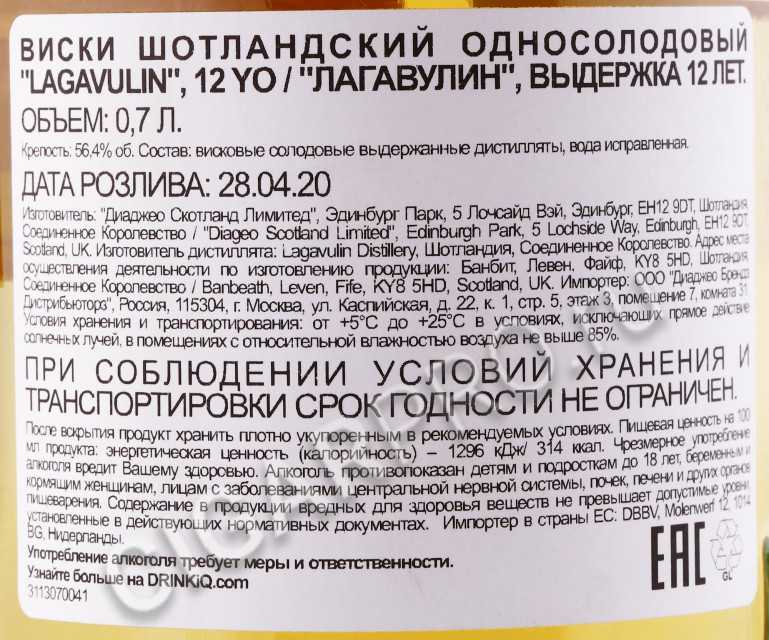 ВИСКИ ШОТЛАНДСКИЙ ОДНОСОЛОДОВЫЙ
"LAGAVULIN", 12 YO / "ЛАГАВУЛИН", ВЫДЕРЖКА 12 ЛЕТ.
ОБЪЕМ: 0,7 Л.
Крепость: 56,4% об. Состав: висковые солодовые выдержанные дистилляты, вода исправленная.
ДАТА РОЗЛИВА: 28.04.20
Изготовитель: "Диаджео Скотланд Лимитед", Эдинбург Парк, 5 Лочсайд Вэй, Эдинбург, EH12 9DT, Шотландия,
Соединенное Королевство / "Diageo Scotland Limited", Edinburgh Park, 5 Lochside Way, Edinburgh, EH12 9DT,
Scotland, UK. Изготовитель дистиллята: Lagavulin Distillery, Шотландия, Соединенное Королевство. Адрес места
осуществления деятельности по изготовлению продукции: Банбит, Левен, Файф, KY8 5HD, Шотландия,
Соединенное Королевство / Banbeath, Leven, Fife, KY8 5HD, Scotland, UK. Импортер: ООО "Диаджео Брендз
Дистрибьюторз", Россия, 115304, г. Москва, ул. Каспийская, д. 22, к. 1, стр. 5, этаж 3, помещение 7, комната 31.
Условия хранения и транспортирования: от +5°C до +25°C в условиях, исключающих прямое действие
солнечных лучей, в помещениях с относительной влажностью воздуха не выше 85%.
ПРИ СОБЛЮДЕНИИ УСЛОВИЙ ХРАНЕНИЯ И
ТРАНСПОРТИРОВКИ СРОК ГОДНОСТИ НЕ ОГРАНИЧЕН.
После вскрытия продукт хранить плотно укупоренным в рекомендуемых условиях. Пищевая ценность на 100
мл продукта: энергетическая ценность (калорийность) – 1296 кДж/ 314 ккал. Чрезмерное употребление
алкоголя вредит Вашему здоровью. Алкоголь противопоказан детям и подросткам до 18 лет, беременным и
кормящим женщинам, лицам с заболеваниями центральной нервной системы, почек, печени и других органов
пищеварения. Содержание в продукции вредных для здоровья веществ не превышает допустимые уровни,
установленные в действующих нормативных документах. Импортер в страны ЕС: DBBV, Molenwerf 12, 1014
BG, Нидерланды.
Употребление алкоголя требует меры и ответственности.
Узнайте больше на DRINKiQ.com
3113070041
EAC
GL
CIGARPRO.ru